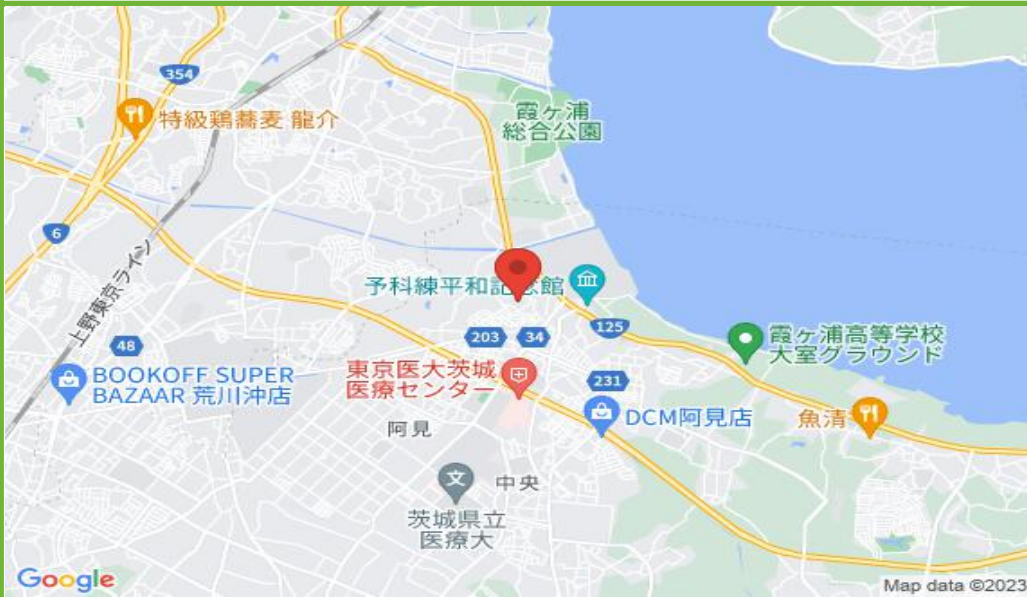 354
特級鶏蕎麦 龍介
霞ヶ浦
総合公園
6
上野東京ライン
予科練平和記念館
125
203
34
霞ヶ浦高等学校
大室グラウンド
48
東京医大茨城
医療センター
231
BOOKOFF SUPER
BAZAAR 荒川沖店
DCM阿見店
魚清
阿見
中央
文
茨城県立
医療大
Google
Map data ©2023